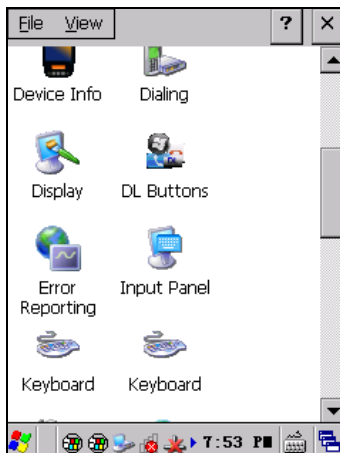 File View ? ×
Device Info Dialing
Display DL Buttons
Error Input Panel
Reporting
Keyboard Keyboard
7:53 PM